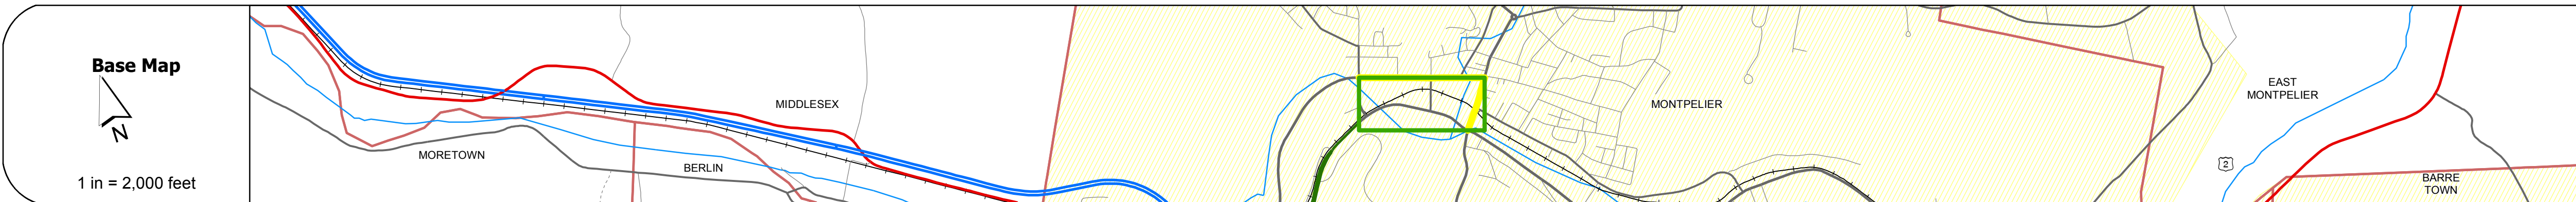 Base Map
N
1 in = 2,000 feet
MIDDLESEX
MORETOWN
BERLIN
MONTPELIER
EAST
MONTPELIER
2
BARRE
TOWN